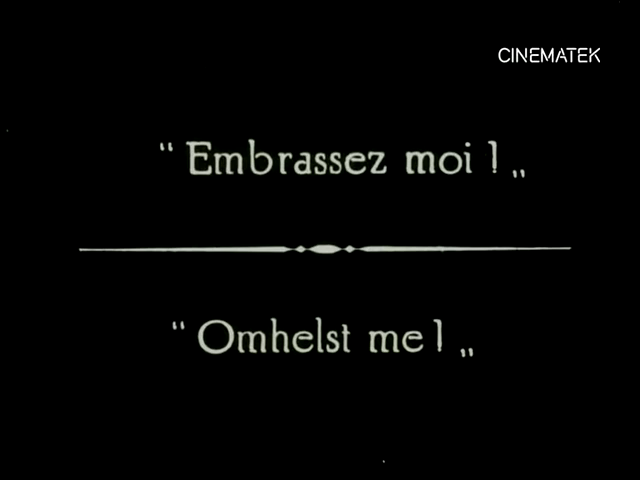 CINEMATEK
“ Embrassez moi ! „
“ Omhelst me ! „